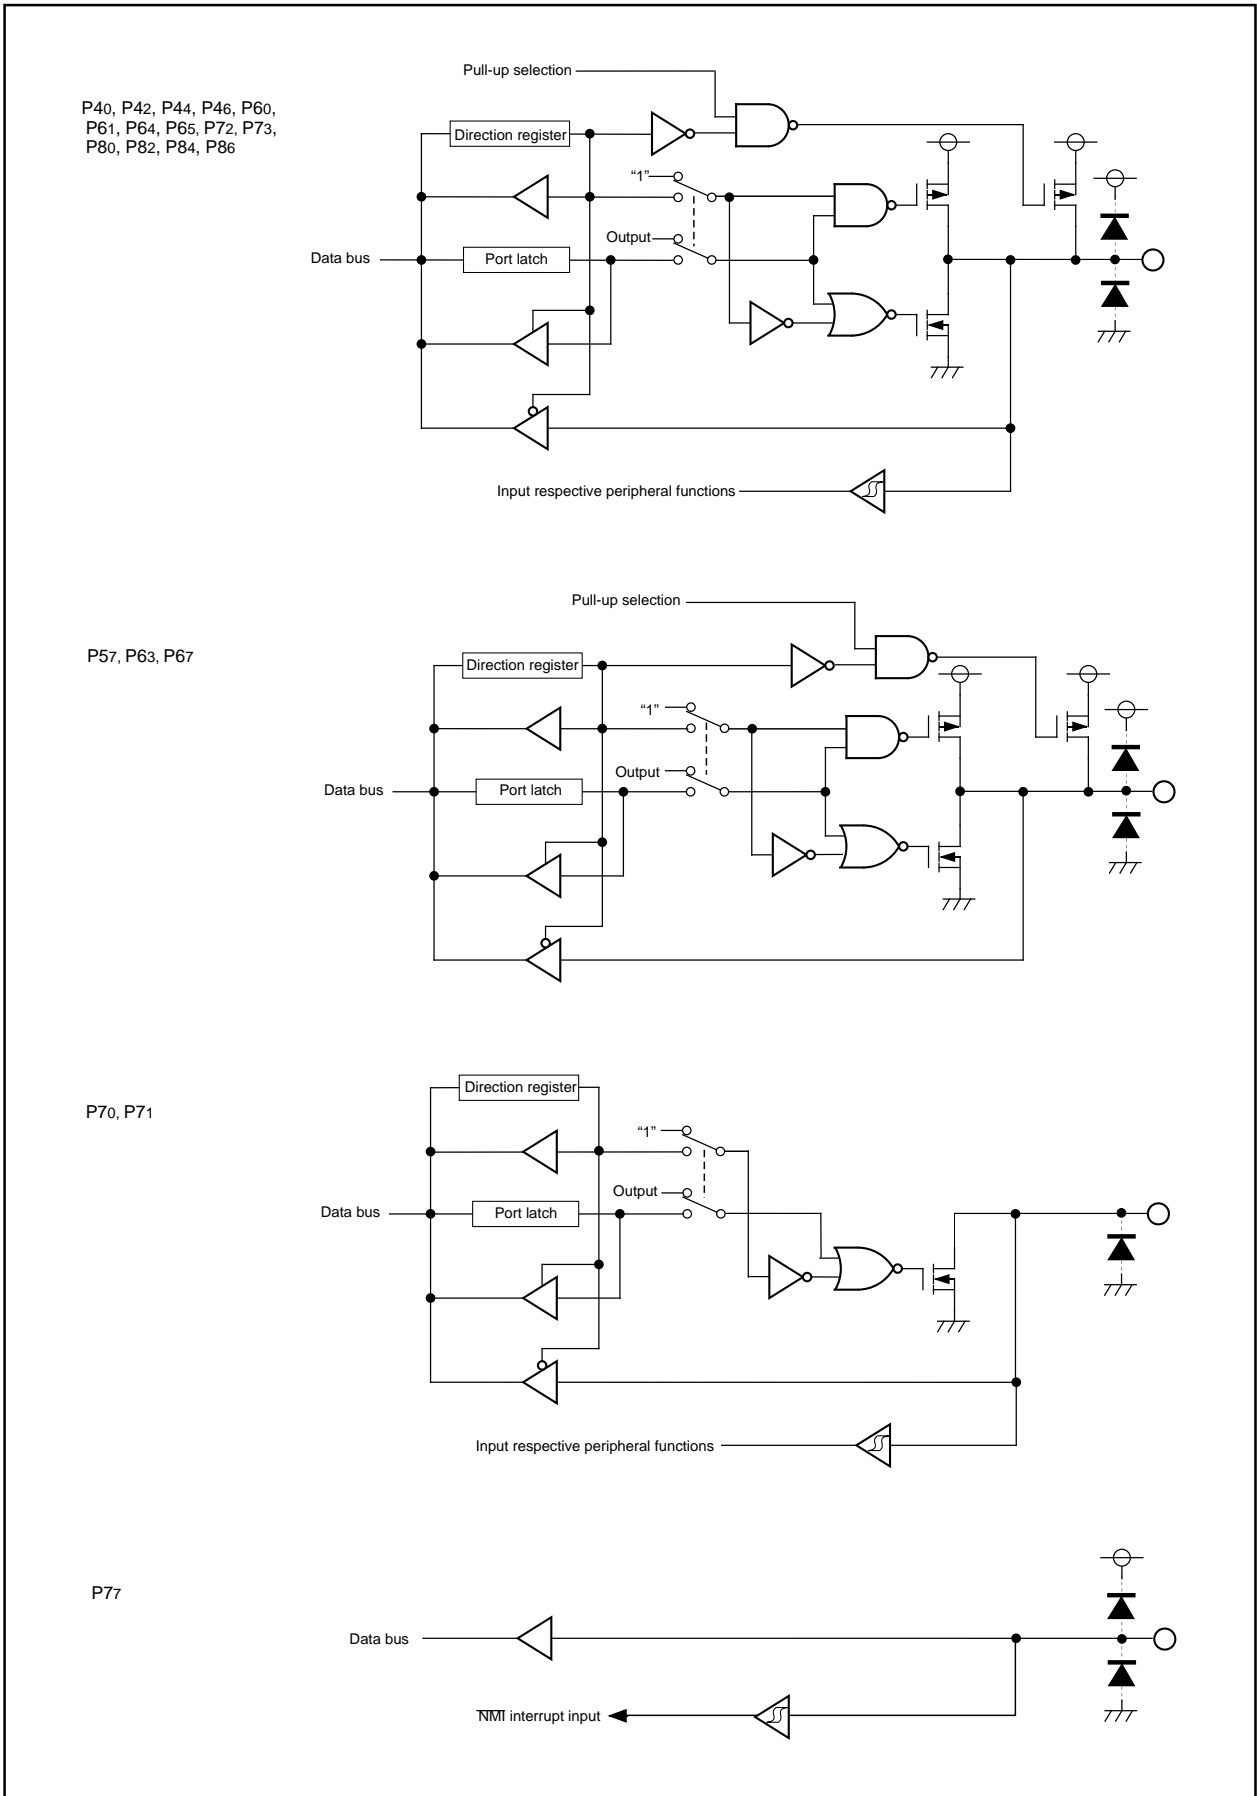 Pull-up selection
P40, P42, P44, P46, P60,
P61, P64, P65, P72, P73,
P80, P82, P84, P86
Direction register
“1”
Output
Data bus
Port latch
Input respective peripheral functions
Pull-up selection
P57, P63, P67
Direction register
“1”
Output
Data bus
Port latch
P70, P71
Direction register
“1”
Output
Data bus
Port latch
Input respective peripheral functions
P77
Data bus
NMI interrupt input